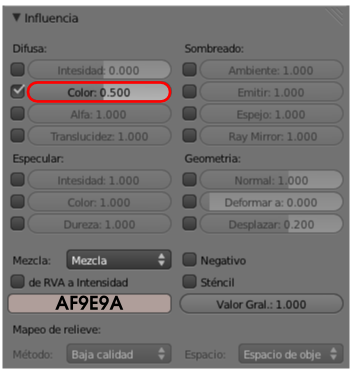 Influencia
Difusa:
Sombreado:
Intesidad: 0.000
Ambiente: 1.000
Color: 0.500
Emitir: 1.000
Alfa: 1.000
Espejo: 1.000
Translucidez: 1.000
Ray Mirror: 1.000
Especular:
Geometria:
Intesidad: 1.000
Normal: 1.000
Color: 1.000
Deformar a: 0.000
Dureza: 1.000
Desplazar: 0.200
Mezcla: Mezcla
Negativo
de RVA a Intensidad
Sténcil
AF9E9A
Valor Gral.: 1.000
Mapeo de relieve:
Método: Baja calidad
Espacio: Espacio de obje